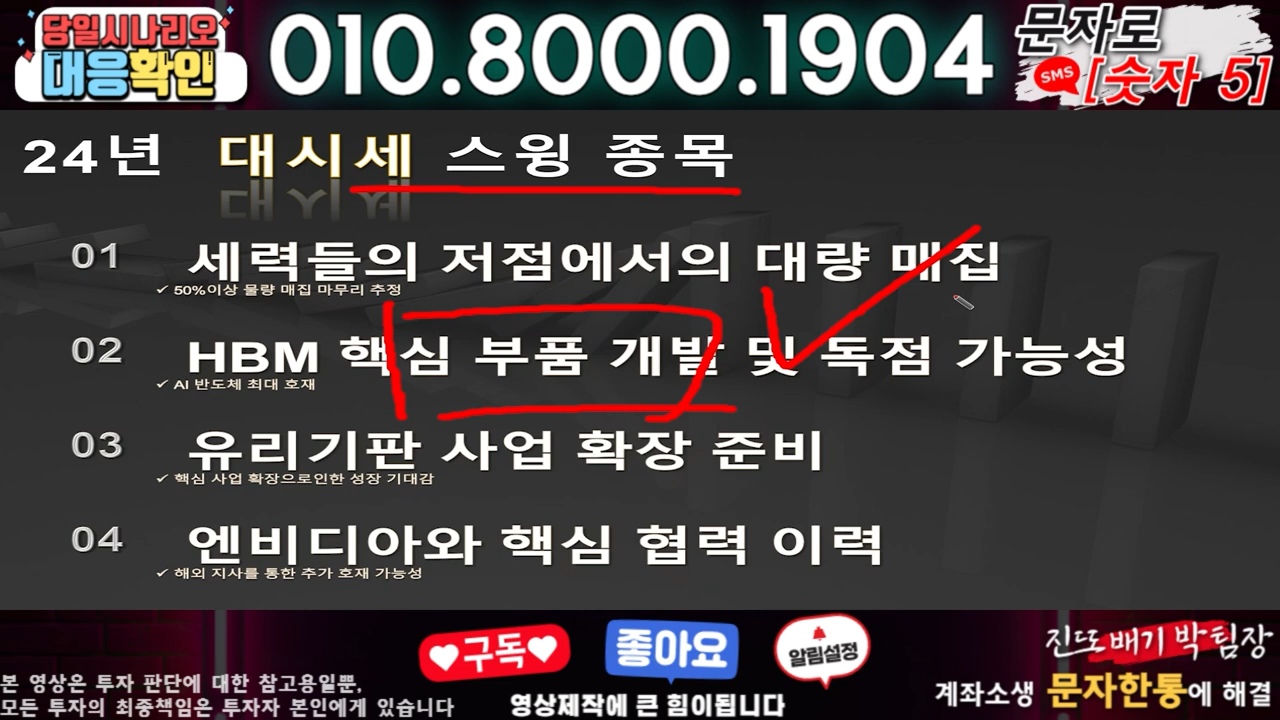 당일시나리오
대응확인
010.8000.1904
문자로
SMS [숫자 5]
24년 대시세 스윙 종목
01 세력들의 저점에서의 대량 매집
✓ 50%이상 물량 매집 마무리 추정
02 HBM 핵심 부품 개발 및 독점 가능성
✓ AI 반도체 최대 호재
03 유리기판 사업 확장 준비
✓ 핵심 사업 확장으로인한 성장 기대감
04 엔비디아와 핵심 협력 이력
✓ 해외 지사를 통한 추가 호재 가능성
구독 좋아요 알림설정
영상제작에 큰 힘이됩니다
본 영상은 투자 판단에 대한 참고용일뿐,
모든 투자의 최종책임은 투자자 본인에게 있습니다
진또배기 박팀장
계좌소생 문자한통에 해결